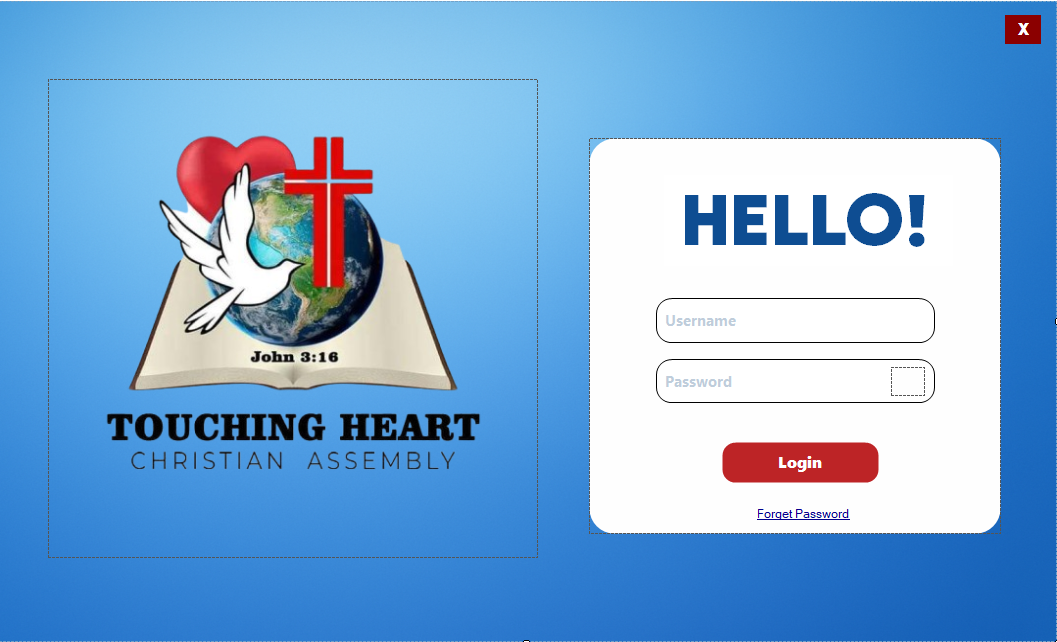 X
John 3:16
TOUCHING HEART
CHRISTIAN ASSEMBLY
HELLO!
Username
Password
Login
Forget Password